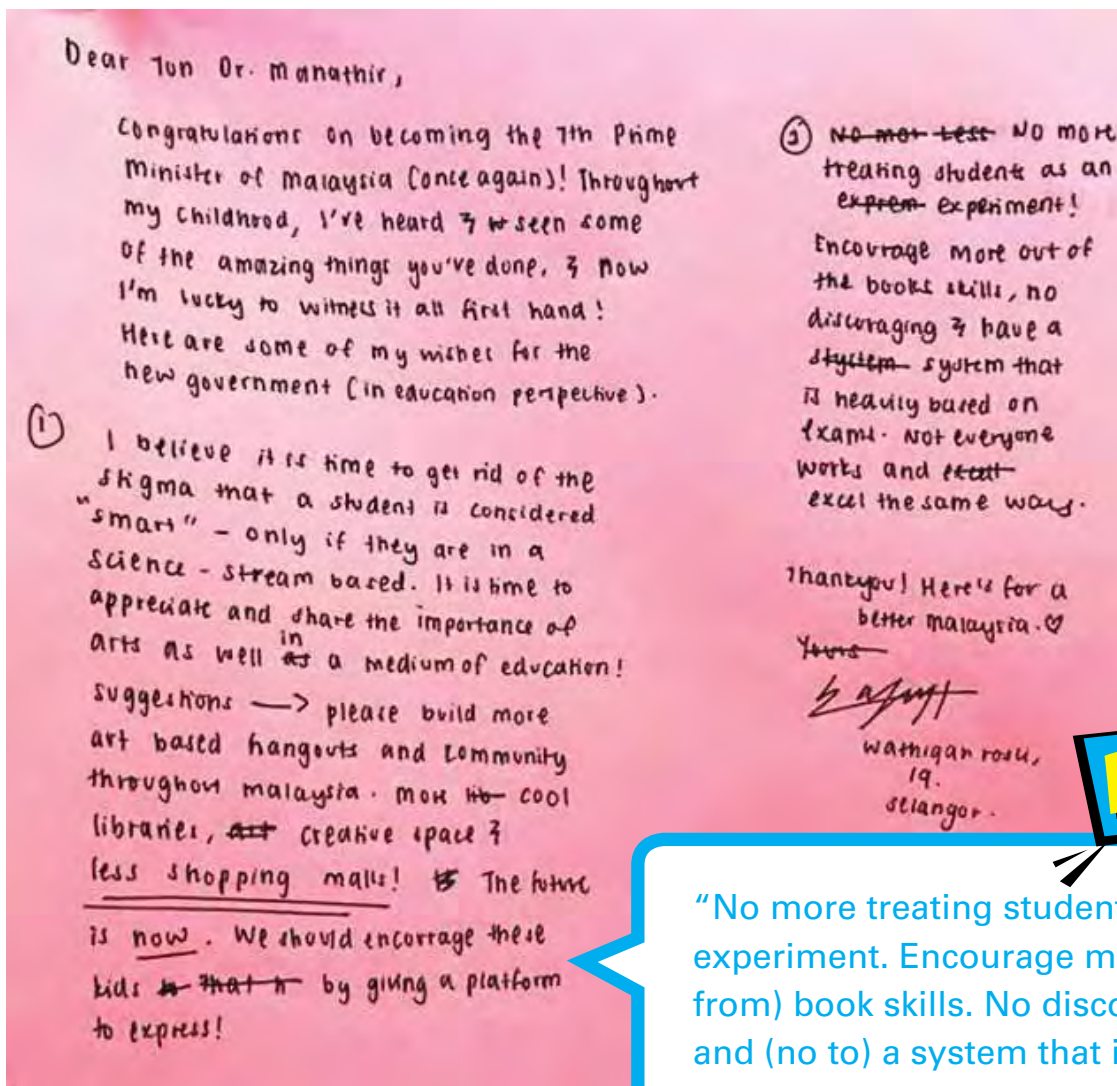 Dear Tun Dr. Mahathir,
Congratulations on becoming the 7th Prime
Minister of Malaysia (once again)! Throughout
my childhood, I've heard & seen some
of the amazing things you've done, & now
I'm lucky to witness it all first hand!
Here are some of my wishes for the
new government (in education perspective).
① I believe it is time to get rid of the
stigma that a student is considered
"smart" - only if they are in a
science - stream based. It is time to
appreciate and share the importance of
arts as well in a medium of education!
suggestions —> please build more
art based hangouts and community
throughout malaysia. More cool
libraries, creative space &
less shopping malls! The future
is now. We should encourage these
kids by giving a platform
to express!
② No more
treating students as an
experiment!
Encourage more out of
the books skills, no
discouraging & have a
system that
is heavily based on
exams. Not everyone
works and
excel the same ways.
Thankyou! Here's for a
better malaysia. ♡
Yours
19.
selangor.
"No more treating student
experiment. Encourage m
from) book skills. No disco
and (no to) a system that i